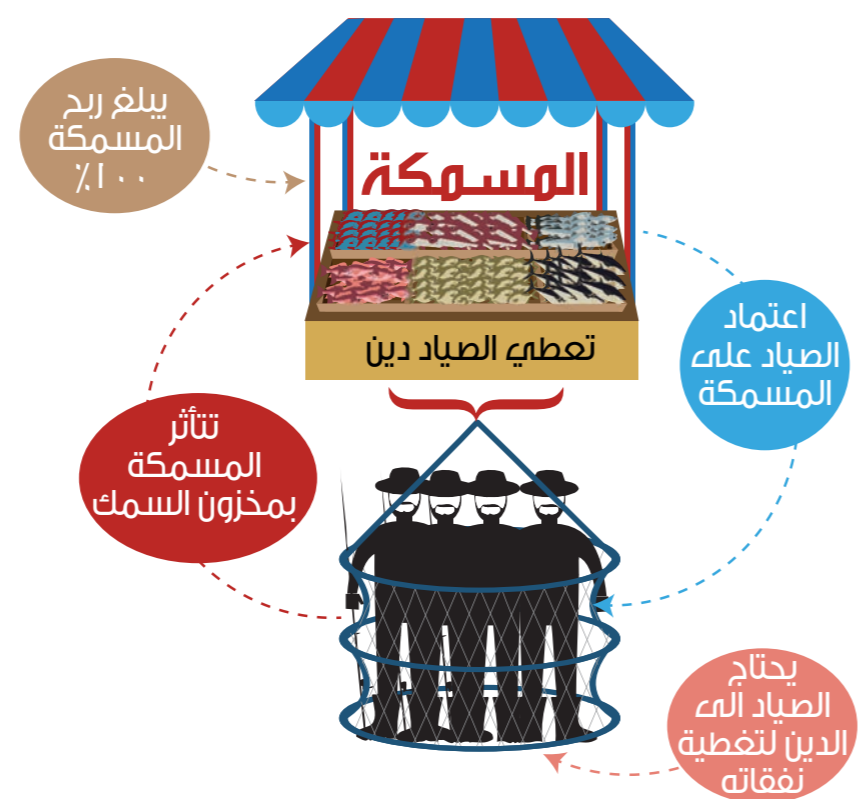 يبلغ ربح
المسمكة
١٠٠٪
المسمكة
تعطي الصياد دين
اعتماد
الصياد على
المسمكة
تتأثر
المسمكة
بمخزون السمك
يحتاج
الصياد الى
الدين لتغطية
نفقاته